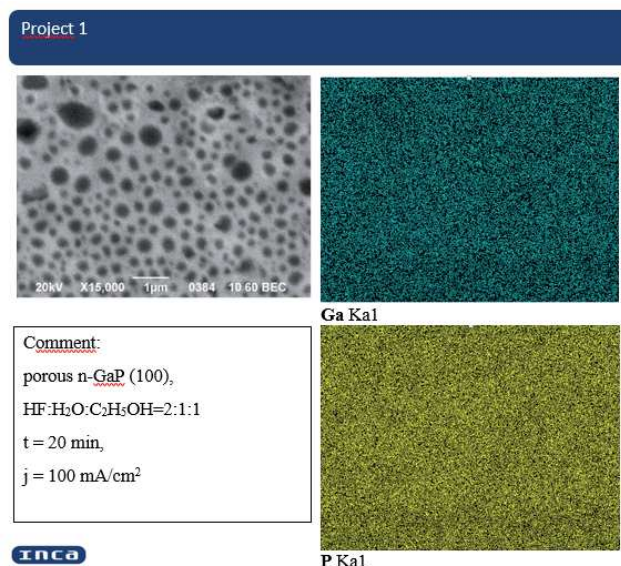 Project 1
20kV X15,000 1µm 0384 10 60 BEC
Ga Ka1
Comment:
porous n-GaP (100),
HF:H₂O:C₂H₅OH=2:1:1
t = 20 min,
j = 100 mA/cm²
INCA
P Ka1